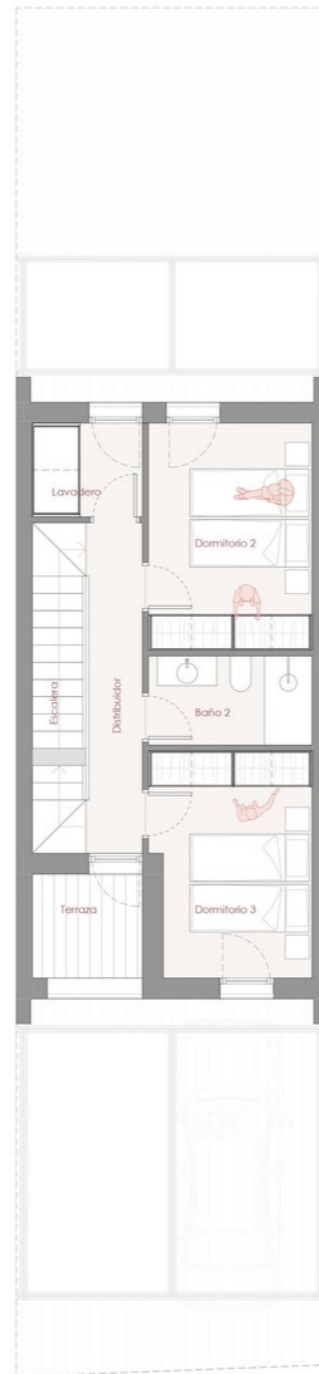 Lavadero
Dormitorio 2
Escalera
Distribuidor
Baño 2
Terraza
Dormitorio 3